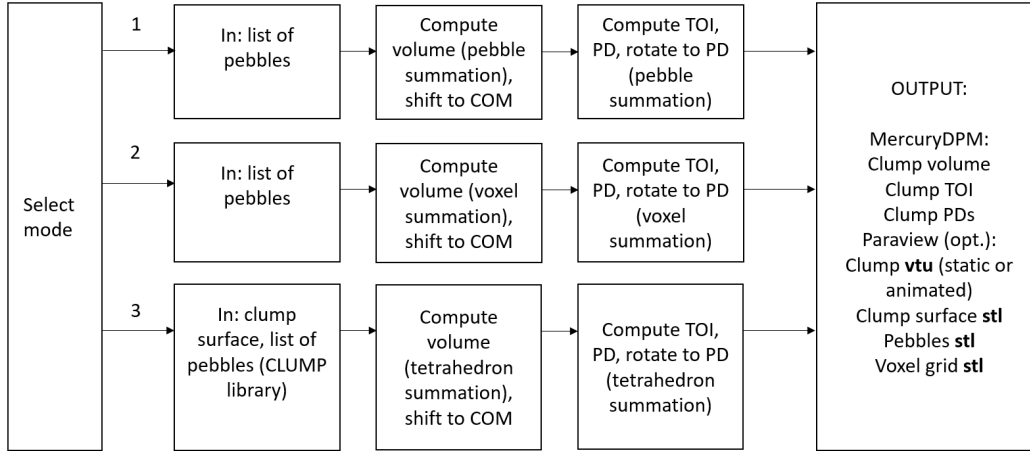 Select
mode
1
In: list of
pebbles
Compute
volume (pebble
summation),
shift to COM
Compute TOI,
PD, rotate to PD
(pebble
summation)
2
In: list of
pebbles
Compute
volume (voxel
summation),
shift to COM
Compute TOI,
PD, rotate to PD
(voxel
summation)
3
In: clump
surface, list of
pebbles (CLUMP
library)
Compute
volume
(tetrahedron
summation),
shift to COM
Compute TOI,
PD, rotate to PD
(tetrahedron
summation)
OUTPUT:
MercuryDPM:
Clump volume
Clump TOI
Clump PDs
Paraview (opt.):
Clump vtu (static or
animated)
Clump surface stl
Pebbles stl
Voxel grid stl